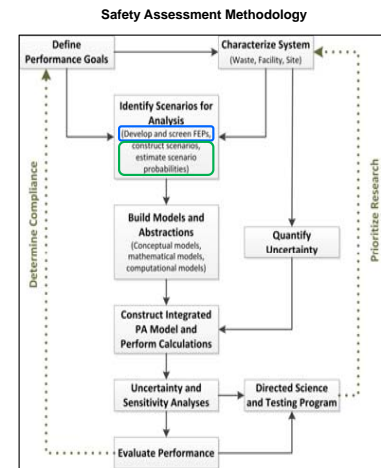 Safety Assessment Methodology
Define
Performance Goals
Characterize System
(Waste, Facility, Site)
Identify Scenarios for
Analysis
(Develop and screen FEPs,
construct scenarios,
estimate scenario
probabilities)
Build Models and
Abstractions
(Conceptual models,
mathematical models,
computational models)
Quantify
Uncertainty
Construct Integrated
PA Model and
Perform Calculations
Uncertainty and
Sensitivity Analyses
Directed Science
and Testing Program
Evaluate Performance
Determine Compliance
Prioritize Research